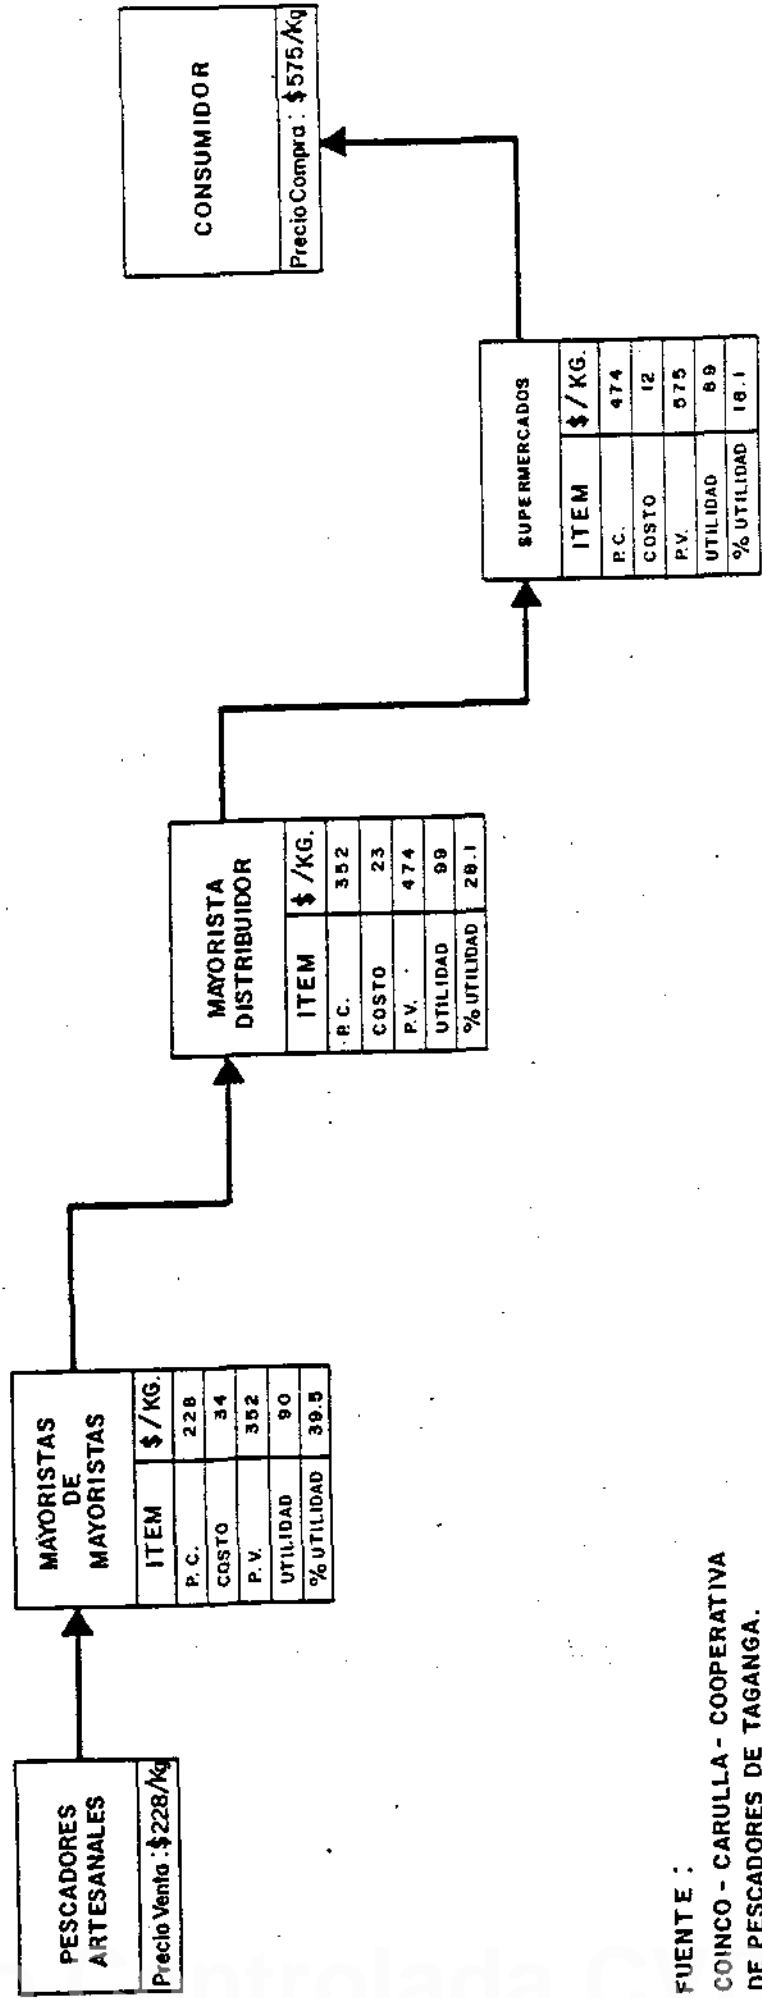 PESCADORES
ARTESANALES
Precio Venta : $228/Kg
MAYORISTAS
DE
MAYORISTAS
ITEM $/KG.
P.C. 228
COSTO 34
P.V. 352
UTILIDAD 90
% UTILIDAD 39.5
MAYORISTA
DISTRIBUIDOR
ITEM $/KG.
P.C. 352
COSTO 23
P.V. 474
UTILIDAD 99
% UTILIDAD 28.1
SUPERMERCADOS
ITEM $/KG.
P.C. 474
COSTO 12
P.V. 575
UTILIDAD 89
% UTILIDAD 18.1
CONSUMIDOR
Precio Compra : $575/Kg
FUENTE :
COINCO - CARULLA - COOPERATIVA
DE PESCADORES DE TAGANGA.
Controlada CV